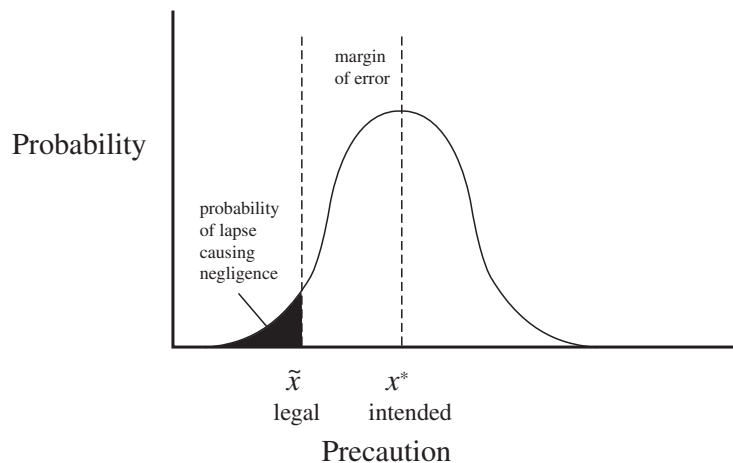 margin
of error
Probability
probability
of lapse
causing
negligence
x̃ x*
legal intended
Precaution